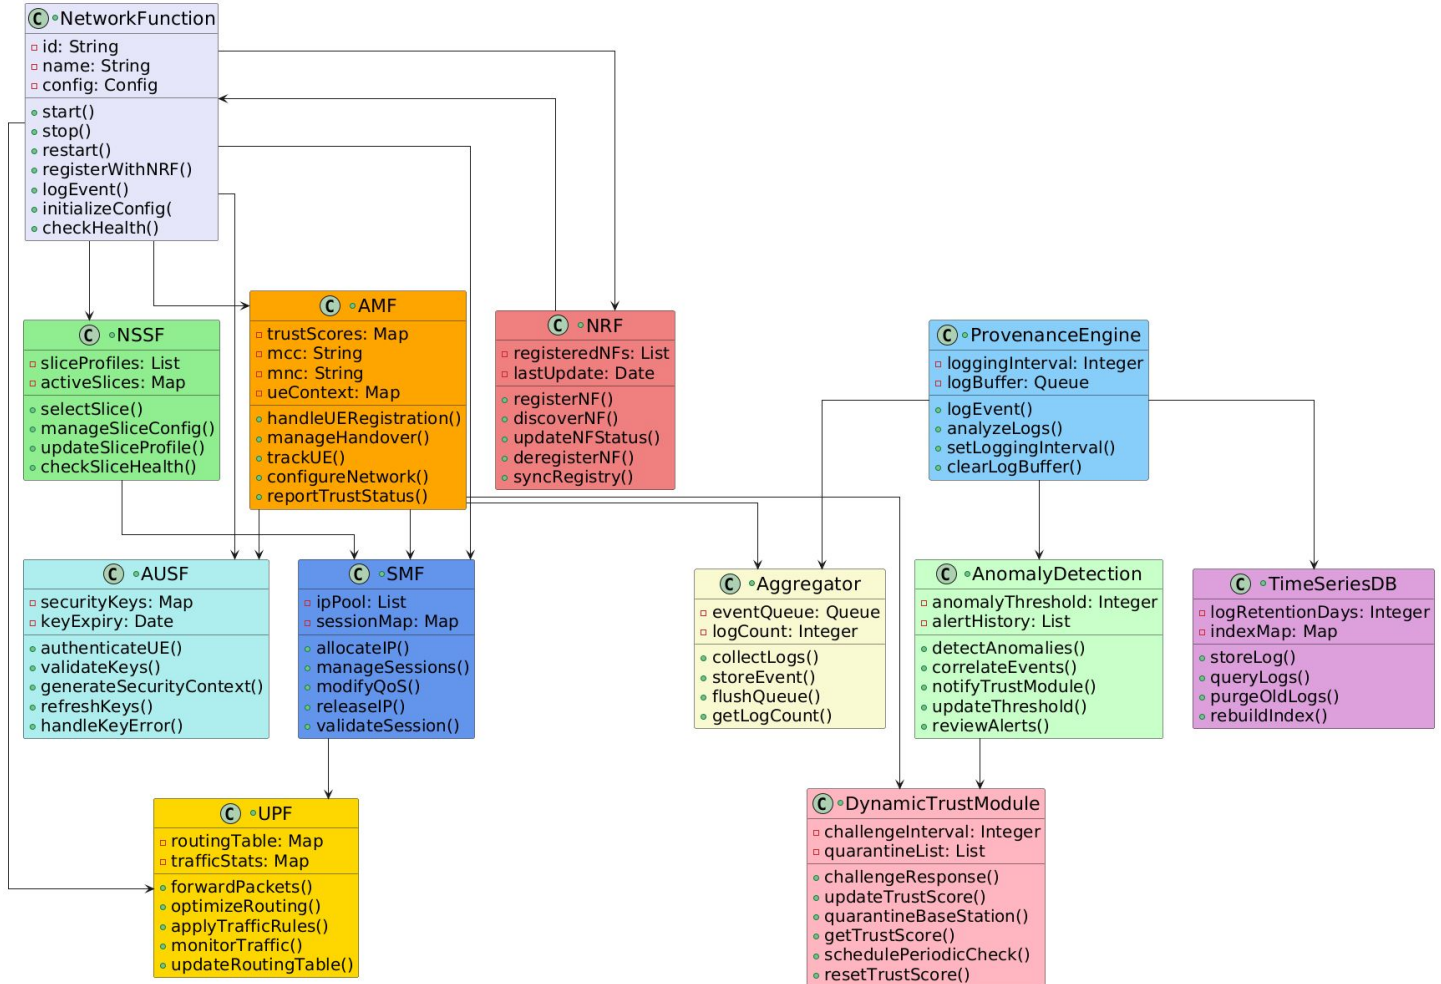 C NetworkFunction
id: String
name: String
config: Config
start()
stop()
restart()
registerWithNRF()
logEvent()
initializeConfig(
checkHealth()
C NSSF
sliceProfiles: List
activeSlices: Map
selectSlice()
manageSliceConfig()
updateSliceProfile()
checkSliceHealth()
C AMF
trustScores: Map
mcc: String
mnc: String
ueContext: Map
handleUERegistration()
manageHandover()
trackUE()
configureNetwork()
reportTrustStatus()
C NRF
registeredNFs: List
lastUpdate: Date
registerNF()
discoverNF()
updateNFStatus()
deregisterNF()
syncRegistry()
C ProvenanceEngine
loggingInterval: Integer
logBuffer: Queue
logEvent()
analyzeLogs()
setLoggingInterval()
clearLogBuffer()
C AUSF
securityKeys: Map
keyExpiry: Date
authenticateUE()
validateKeys()
generateSecurityContext()
refreshKeys()
handleKeyError()
C SMF
ipPool: List
sessionMap: Map
allocateIP()
manageSessions()
modifyQoS()
releaseIP()
validateSession()
C Aggregator
eventQueue: Queue
logCount: Integer
collectLogs()
storeEvent()
flushQueue()
getLogCount()
C AnomalyDetection
anomalyThreshold: Integer
alertHistory: List
detectAnomalies()
correlateEvents()
notifyTrustModule()
updateThreshold()
reviewAlerts()
C TimeSeriesDB
logRetentionDays: Integer
indexMap: Map
storeLog()
queryLogs()
purgeOldLogs()
rebuildIndex()
C UPF
routingTable: Map
trafficStats: Map
forwardPackets()
optimizeRouting()
applyTrafficRules()
monitorTraffic()
updateRoutingTable()
C DynamicTrustModule
challengeInterval: Integer
quarantineList: List
challengeResponse()
updateTrustScore()
quarantineBaseStation()
getTrustScore()
schedulePeriodicCheck()
resetTrustScore()